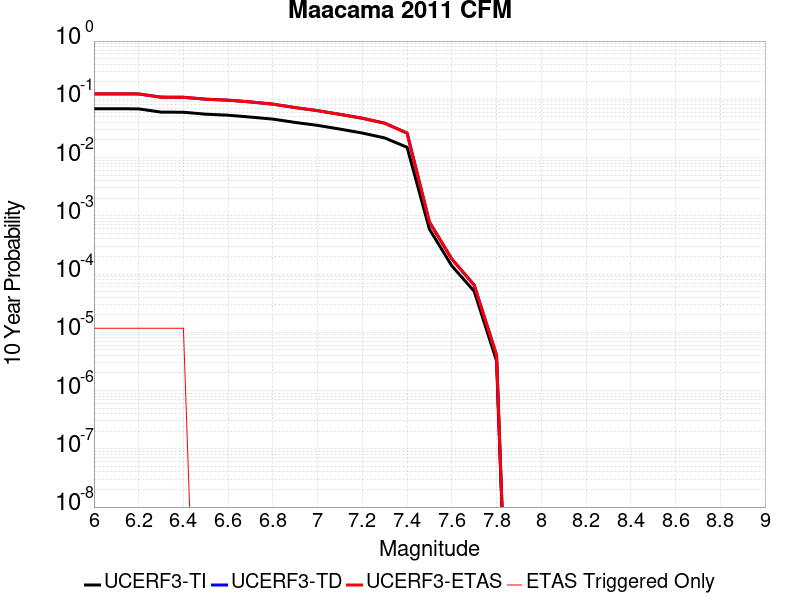 Maacama 2011 CFM
10^0
10^-1
10^-2
10^-3
10^-4
10^-5
10^-6
10^-7
10^-8
10 Year Probability
6 6.2 6.4 6.6 6.8 7 7.2 7.4 7.6 7.8 8 8.2 8.4 8.6 8.8 9
Magnitude
UCERF3-TI UCERF3-TD UCERF3-ETAS ETAS Triggered Only